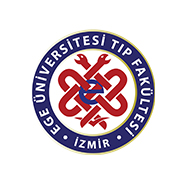 EGE ÜNİVERSİTESİ TIP FAKÜLTESİ
e
• İZMİR •